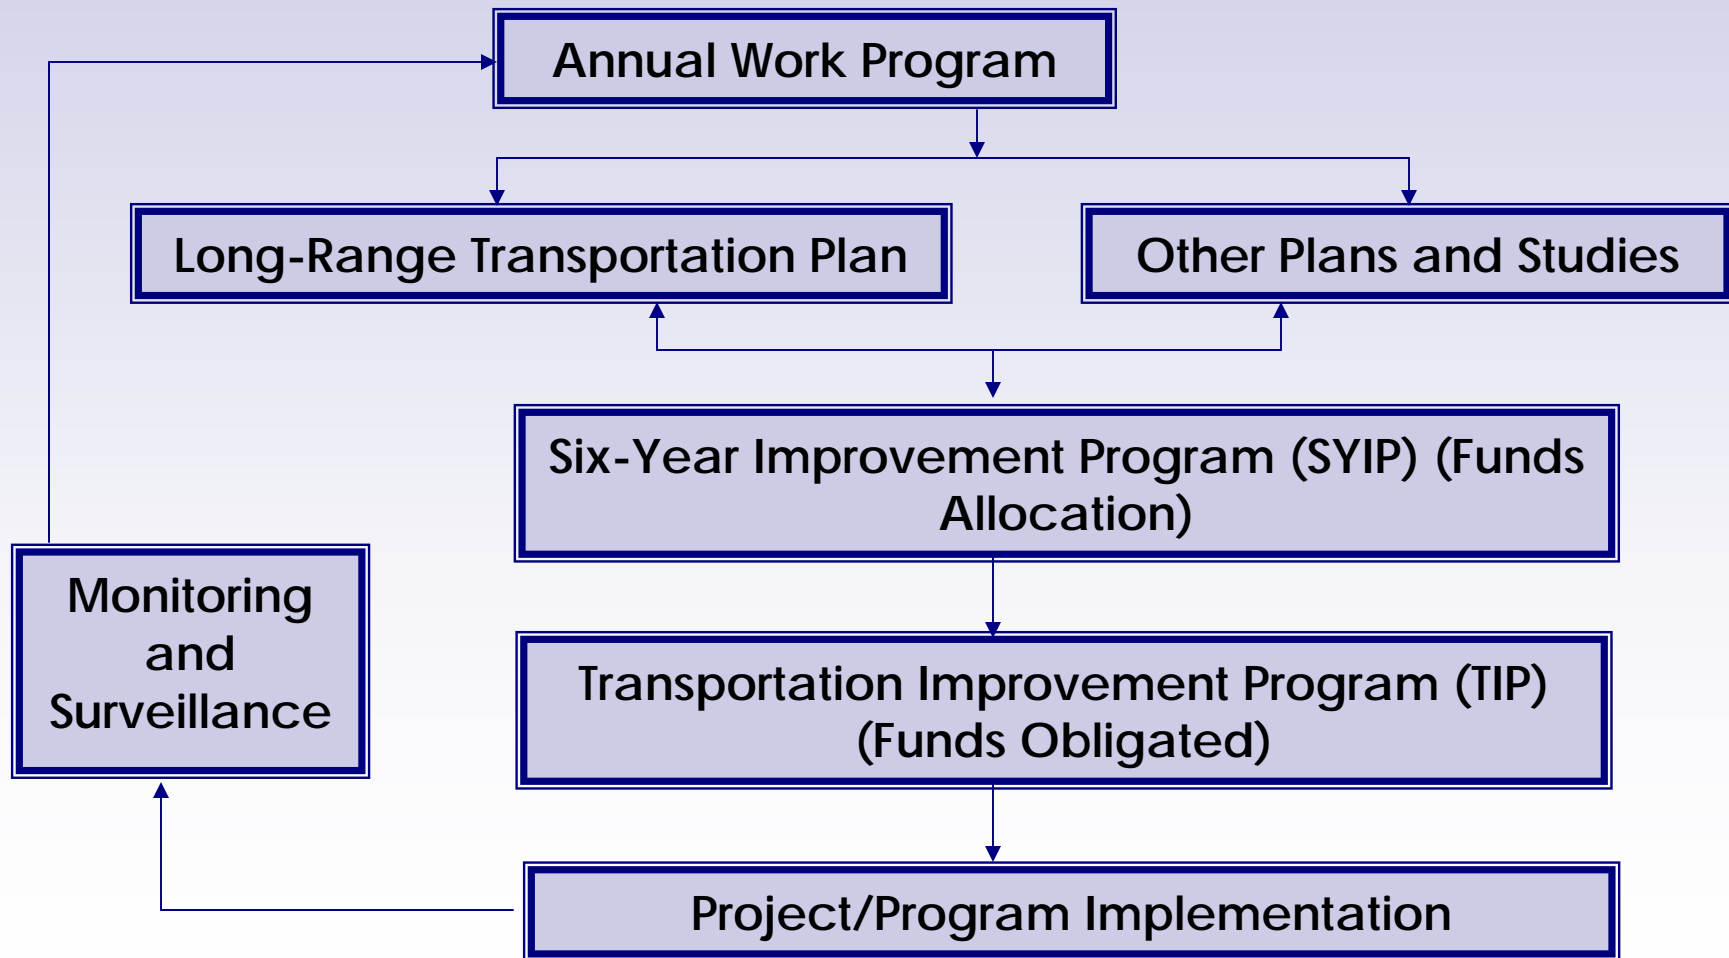 Annual Work Program
Long-Range Transportation Plan
Other Plans and Studies
Six-Year Improvement Program (SYIP) (Funds
Allocation)
Monitoring
and
Surveillance
Transportation Improvement Program (TIP)
(Funds Obligated)
Project/Program Implementation